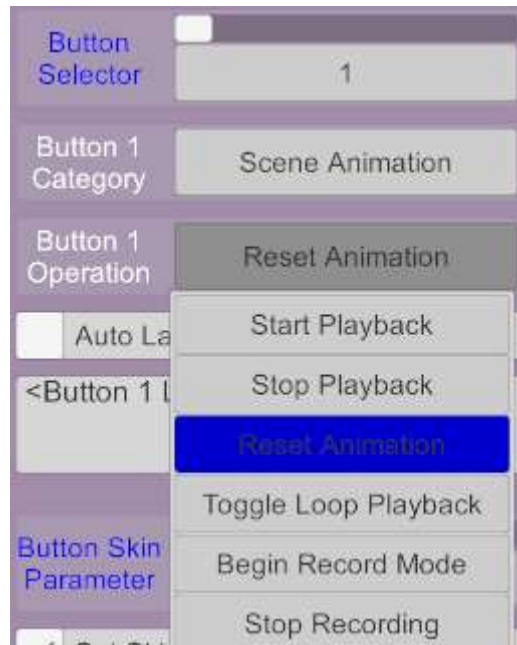 Button
Selector
1
Button 1
Category
Scene Animation
Button 1
Operation
Reset Animation
Start Playback
Auto La
Stop Playback
<Button 1 L
Reset Animation
Toggle Loop Playback
Button Skin
Parameter
Begin Record Mode
Stop Recording